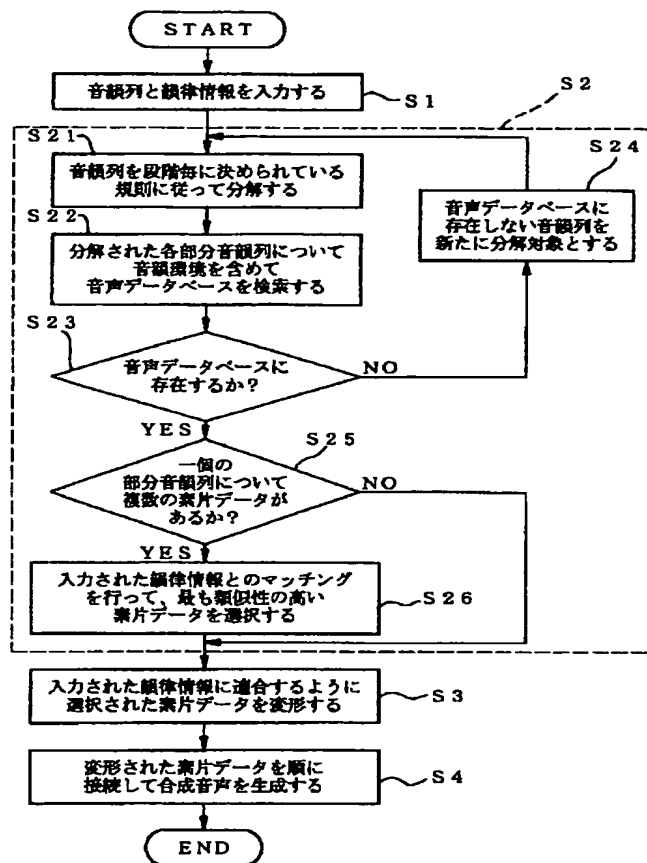 START
音韻列と韻律情報を入力する
S1
S2
S21
音韻列を段階毎に決められている
規則に従って分解する
S24
音声データベースに
存在しない音韻列を
新たに分解対象とする
S22
分解された各部分音韻列について
音韻環境を含めて
音声データベースを検索する
S23
音声データベースに
存在するか?
NO
YES
S25
一個の
部分音韻列について
複数の素片データが
あるか?
NO
YES
入力された韻律情報とのマッチング
を行って、最も類似性の高い
素片データを選択する
S26
入力された韻律情報に適合するように
選択された素片データを変形する
S3
変形された素片データを順に
接続して合成音声を生成する
S4
END